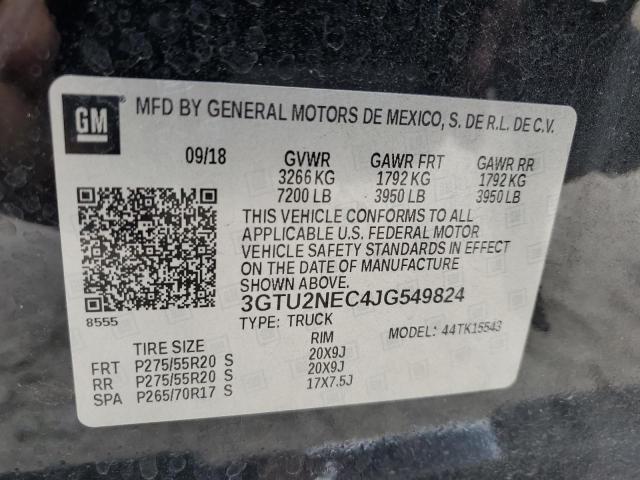 GM MFD BY GENERAL MOTORS DE MEXICO, S. DE R.L. DE C.V.
09/18 GVWR GAWR FRT GAWR RR
3266 KG 1792 KG 1792 KG
7200 LB 3950 LB 3950 LB
THIS VEHICLE CONFORMS TO ALL
APPLICABLE U.S. FEDERAL MOTOR
VEHICLE SAFETY STANDARDS IN EFFECT
ON THE DATE OF MANUFACTURE
SHOWN ABOVE.
3GTU2NEC4JG549824
8555 TYPE: TRUCK MODEL: 44TK15543
TIRE SIZE RIM
FRT P275/55R20 S 20X9J
RR P275/55R20 S 20X9J
SPA P265/70R17 S 17X7.5J